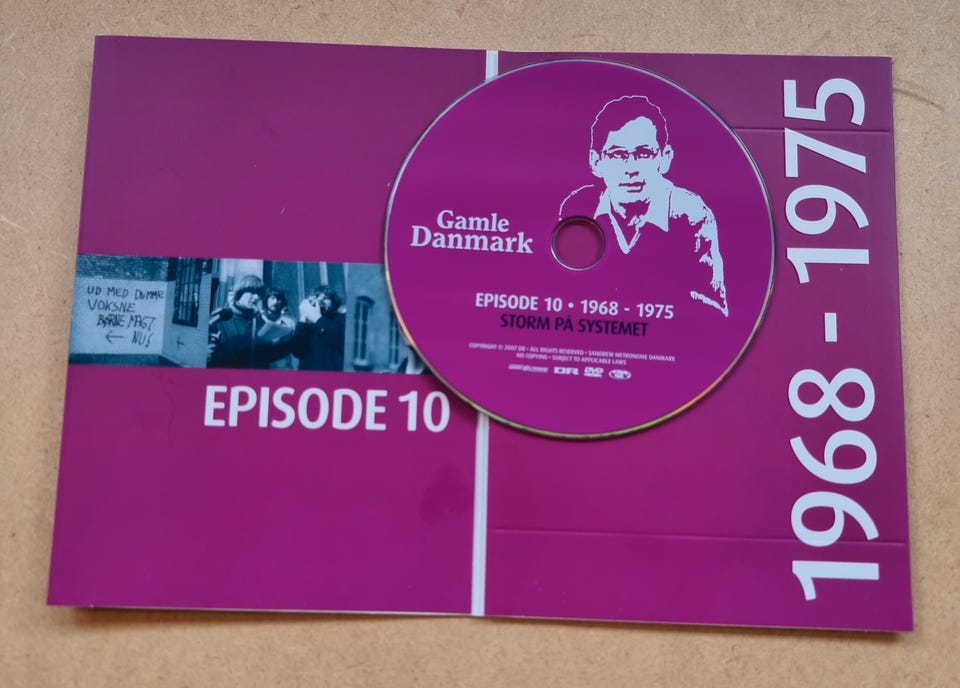 UD MED DUMME
VOKSNE
BØRNE MAGT
← NU!
EPISODE 10
Gamle
Danmark
EPISODE 10 • 1968 - 1975
STORM PÅ SYSTEMET
COPYRIGHT © 2007 DR • ALL RIGHTS RESERVED • SANDREW METRONOME DANMARK
NO COPYING • SUBJECT TO APPLICABLE LAWS
DR DVD
1968 - 1975